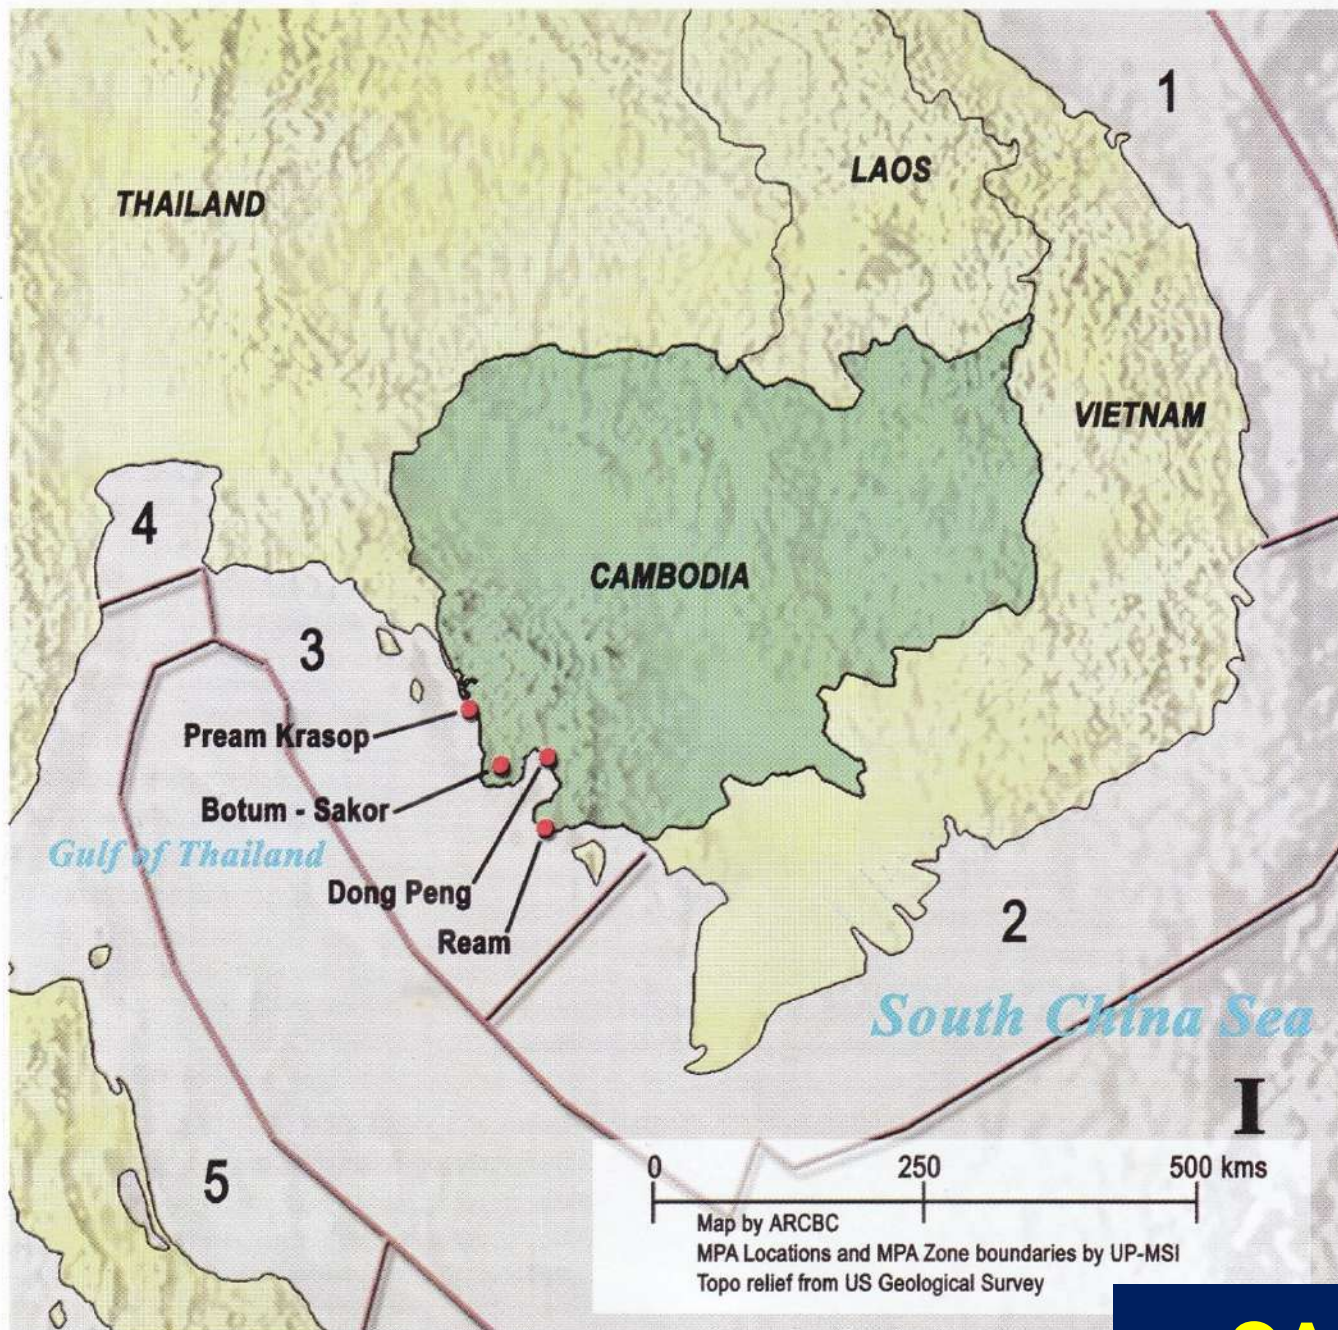 1
LAOS
THAILAND
VIETNAM
4
CAMBODIA
3
Pream Krasop
Botum - Sakor
Gulf of Thailand
Dong Peng
2
Ream
South China Sea
I
0 250 500 kms
5
Map by ARCBC
MPA Locations and MPA Zone boundaries by UP-MSI
Topo relief from US Geological Survey